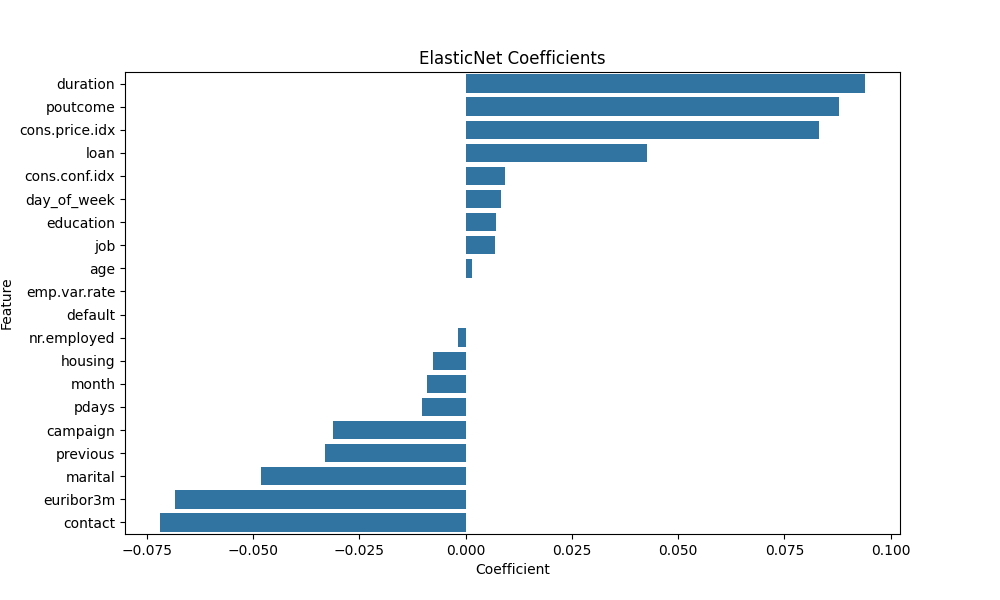 ElasticNet Coefficients
duration
poutcome
cons.price.idx
loan
cons.conf.idx
day_of_week
education
job
age
emp.var.rate
default
nr.employed
housing
month
pdays
campaign
previous
marital
euribor3m
contact
Feature
−0.075 −0.050 −0.025 0.000 0.025 0.050 0.075 0.100
Coefficient